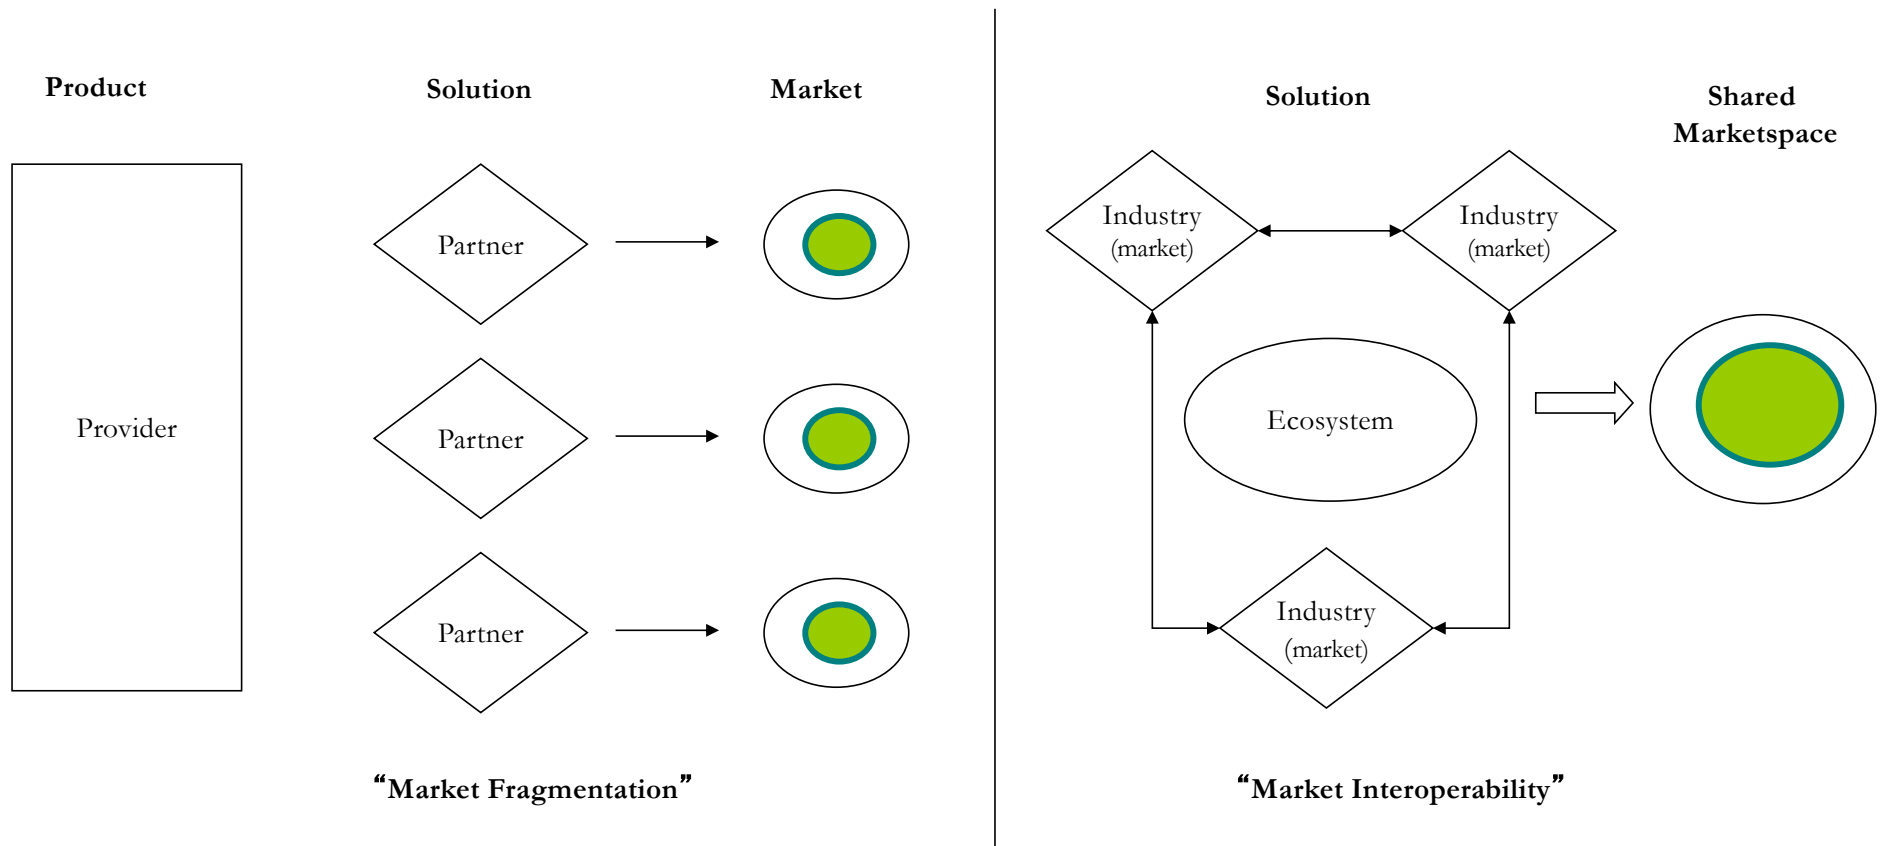 Product
Solution
Market
Provider
Partner
Partner
Partner
“Market Fragmentation”
Solution
Shared
Marketspace
Industry
(market)
Industry
(market)
Ecosystem
Industry
(market)
“Market Interoperability”